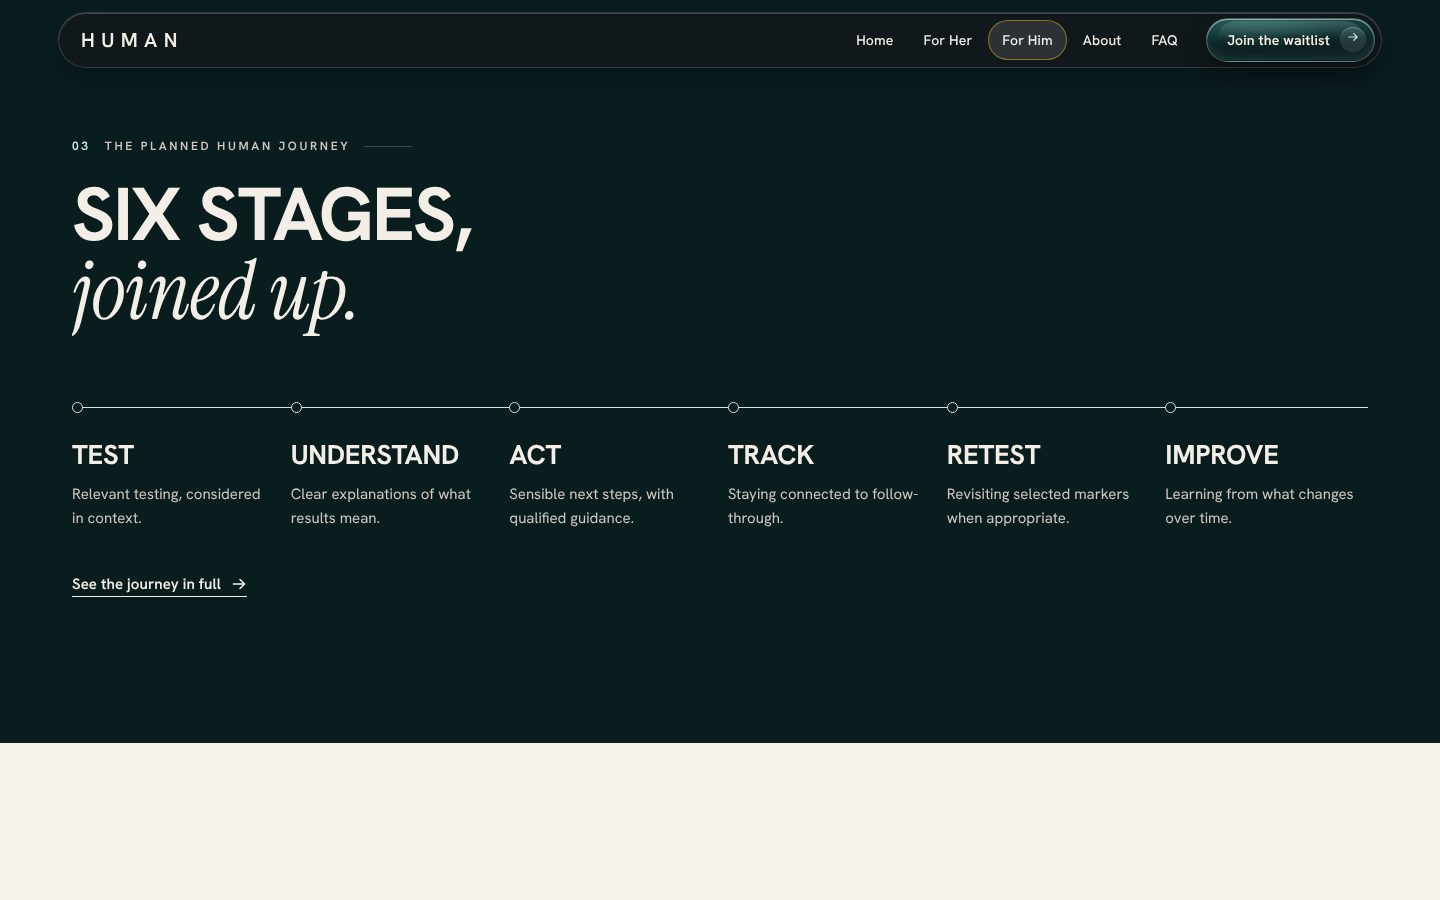 HUMAN
Home For Her For Him About FAQ Join the waitlist →
03 THE PLANNED HUMAN JOURNEY
SIX STAGES,
joined up.
TEST
Relevant testing, considered
in context.
UNDERSTAND
Clear explanations of what
results mean.
ACT
Sensible next steps, with
qualified guidance.
TRACK
Staying connected to follow-
through.
RETEST
Revisiting selected markers
when appropriate.
IMPROVE
Learning from what changes
over time.
See the journey in full →